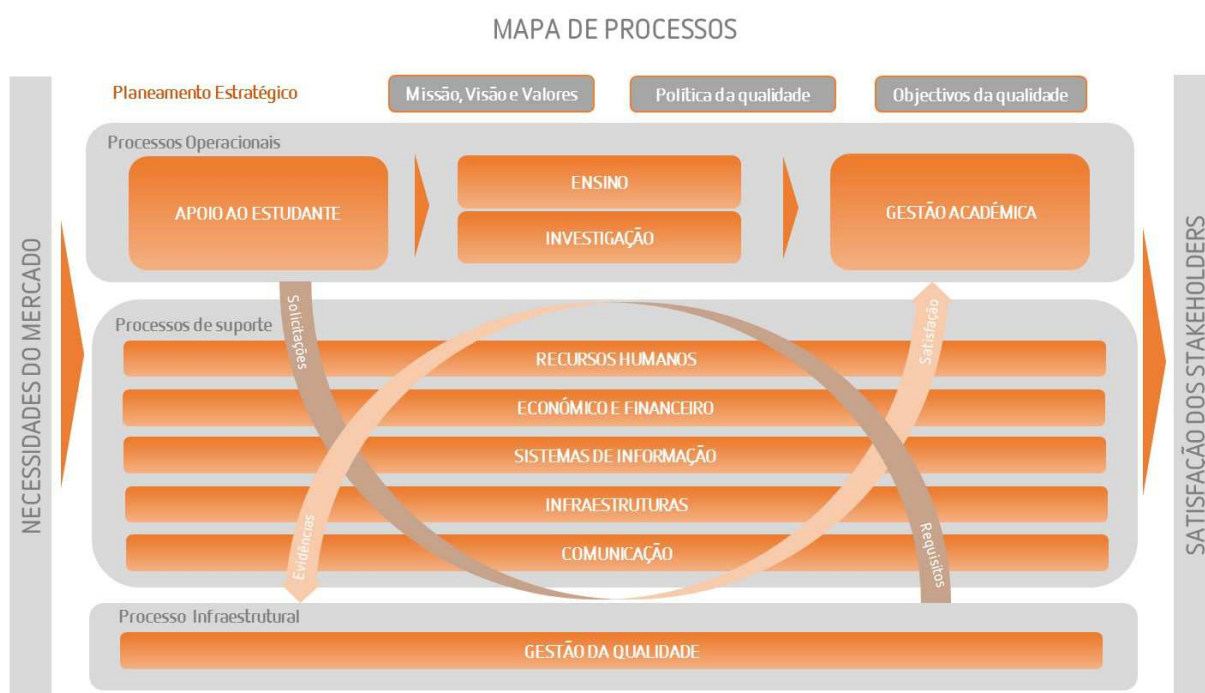 MAPA DE PROCESSOS
NECESSIDADES DO MERCADO
Planeamento Estratégico
Missão, Visão e Valores
Política da qualidade
Objectivos da qualidade
Processos Operacionais
APOIO AO ESTUDANTE
ENSINO
INVESTIGAÇÃO
GESTÃO ACADÉMICA
Processos de suporte
Solicitações
Satisfação
RECURSOS HUMANOS
ECONÓMICO E FINANCEIRO
SISTEMAS DE INFORMAÇÃO
INFRAESTRUTURAS
COMUNICAÇÃO
Evidências
Requisitos
Processo Infraestrutural
GESTÃO DA QUALIDADE
SATISFAÇÃO DOS STAKEHOLDERS